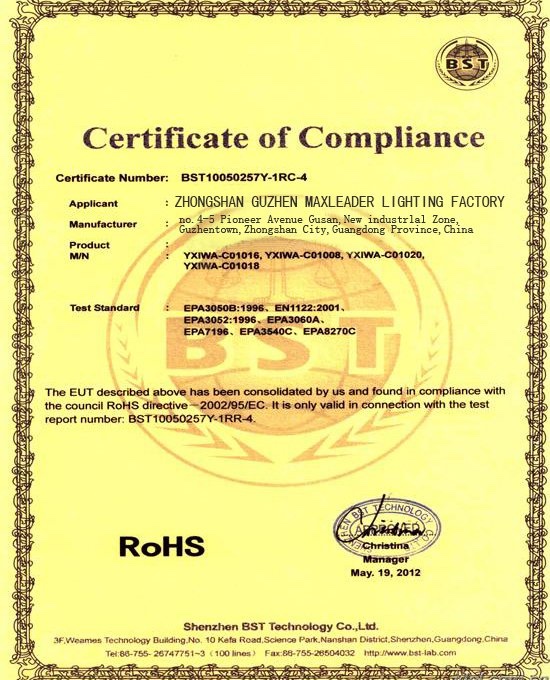 BST
Certificate of Compliance
Certificate Number: BST10050257Y-1RC-4
Applicant : ZHONGSHAN GUZHEN MAXLEADER LIGHTING FACTORY
Manufacturer : no.4-5 Pioneer Avenue Gusan,New industrlal Zone,
Guzhentown,Zhongshan City,Guangdong Province,China
Product :
M/N : YXIWA-C01016, YXIWA-C01008, YXIWA-C01020,
YXIWA-C01018
BST
Test Standard : EPA3050B:1996、EN1122:2001、
EPA3052:1996、EPA3060A、
EPA7196、EPA3540C、EPA8270C
The EUT described above has been consolidated by us and found in compliance with
the council RoHS directive－2002/95/EC. It is only valid in connection with the test
report number: BST10050257Y-1RR-4.
RoHS
BST TECHNOLOGY CO.
APPROVED
Christina
Manager
May. 19, 2012
Shenzhen BST Technology Co.,Ltd.
3F,Weames Technology Building,No. 10 Kefa Road,Science Park,Nanshan District,Shenzhen,Guangdong,China
Tel:86-755- 26747751~3 (100 lines) Fax:86-755-26504032 http://www.bst-lab.com